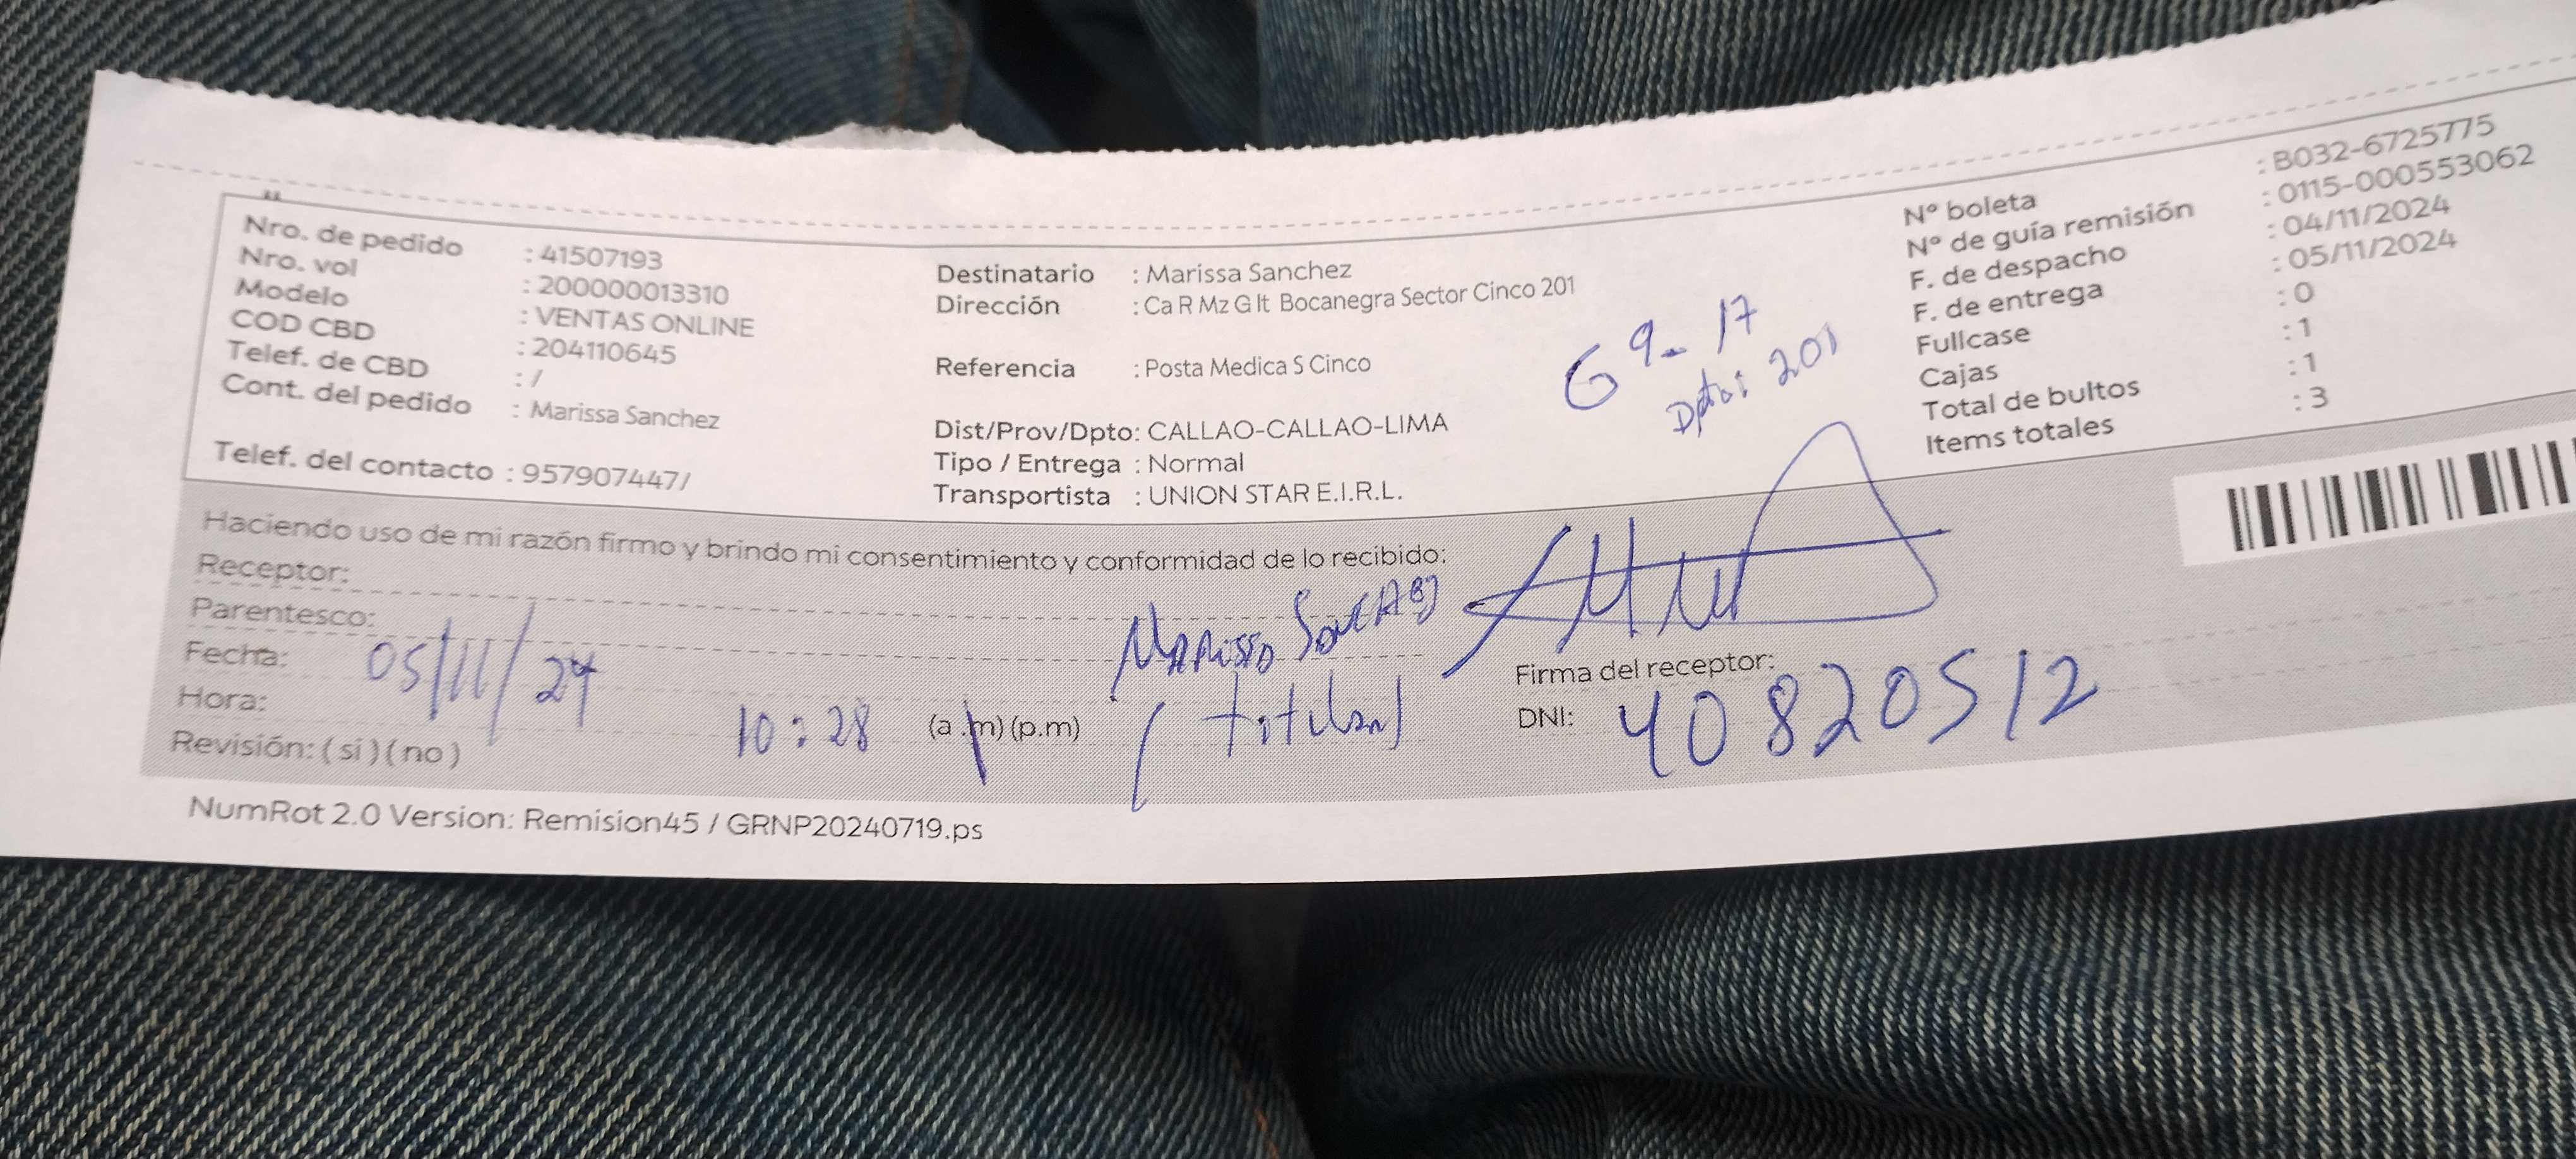 Nro. de pedido : 41507193
Nro. vol : 200000013310
Modelo : VENTAS ONLINE
COD CBD : 204110645
Telef. de CBD : /
Cont. del pedido : Marissa Sanchez
Telef. del contacto : 957907447/
Destinatario : Marissa Sanchez
Dirección : Ca R Mz G lt Bocanegra Sector Cinco 201
Referencia : Posta Medica S Cinco
Dist/Prov/Dpto: CALLAO-CALLAO-LIMA
Tipo / Entrega : Normal
Transportista : UNION STAR E.I.R.L.
G 9- 17
Dpto: 201
N° boleta : B032-6725775
N° de guía remisión : 0115-000553062
F. de despacho : 04/11/2024
F. de entrega : 05/11/2024
Fullcase : 0
Cajas : 1
Total de bultos : 1
Items totales : 3
Haciendo uso de mi razón firmo y brindo mi consentimiento y conformidad de lo recibido:
Receptor: Marissa
Parentesco: (titular)
Fecha: 05/11/24
Hora: 10:28 (a .m) (p.m)
Revisión: ( si ) ( no )
Firma del receptor:
DNI: 40820512
NumRot 2.0 Version: Remision45 / GRNP20240719.ps